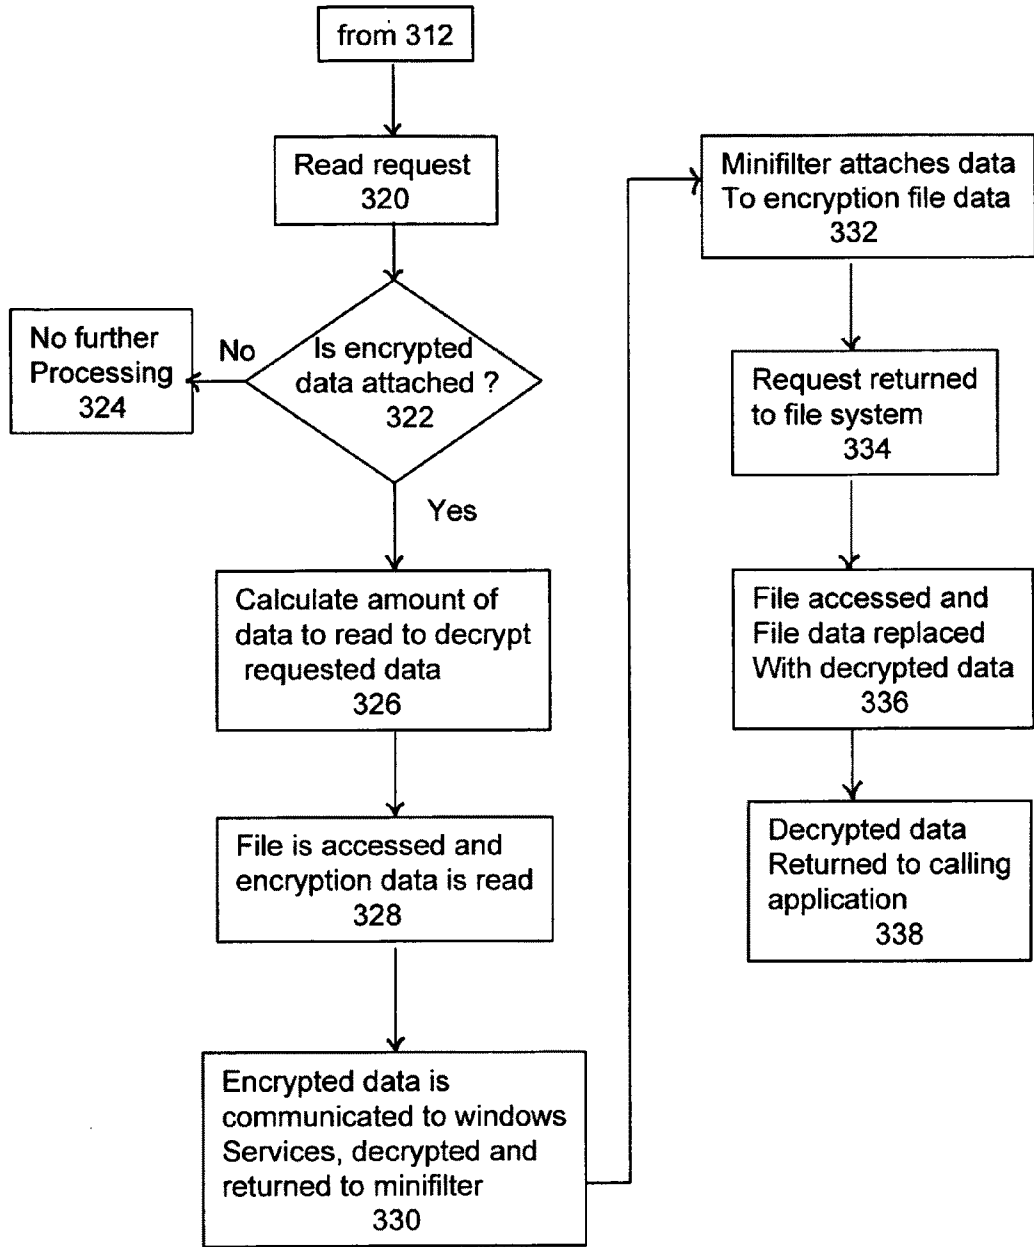 from 312
Read request
320
Is encrypted
data attached ?
322
No
No further
Processing
324
Yes
Calculate amount of
data to read to decrypt
requested data
326
File is accessed and
encryption data is read
328
Encrypted data is
communicated to windows
Services, decrypted and
returned to minifilter
330
Minifilter attaches data
To encryption file data
332
Request returned
to file system
334
File accessed and
File data replaced
With decrypted data
336
Decrypted data
Returned to calling
application
338